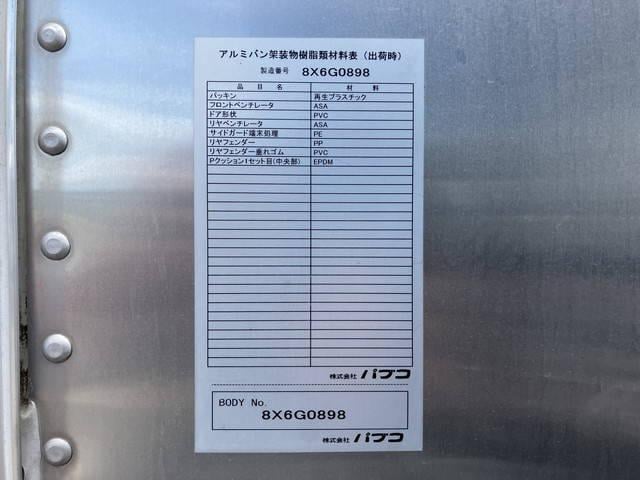 アルミバン架装物樹脂類材料表（出荷時）
製造番号 8X6G0898
品目名 材料
パッキン 再生プラスチック
フロントベンチレータ ASA
ドア形状 PVC
リヤベンチレータ ASA
サイドガード端末処理 PE
リヤフェンダー PP
リヤフェンダー垂れゴム PVC
Pクッション1セット目(中央部) EPDM
株式会社 パブコ
BODY No.
8X6G0898
株式会社 パブコ